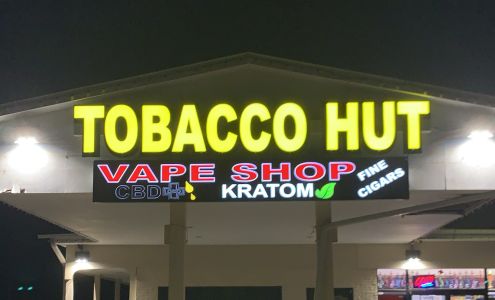 TOBACCO HUT
VAPE SHOP
CBD
KRATOM
FINE
CIGARS